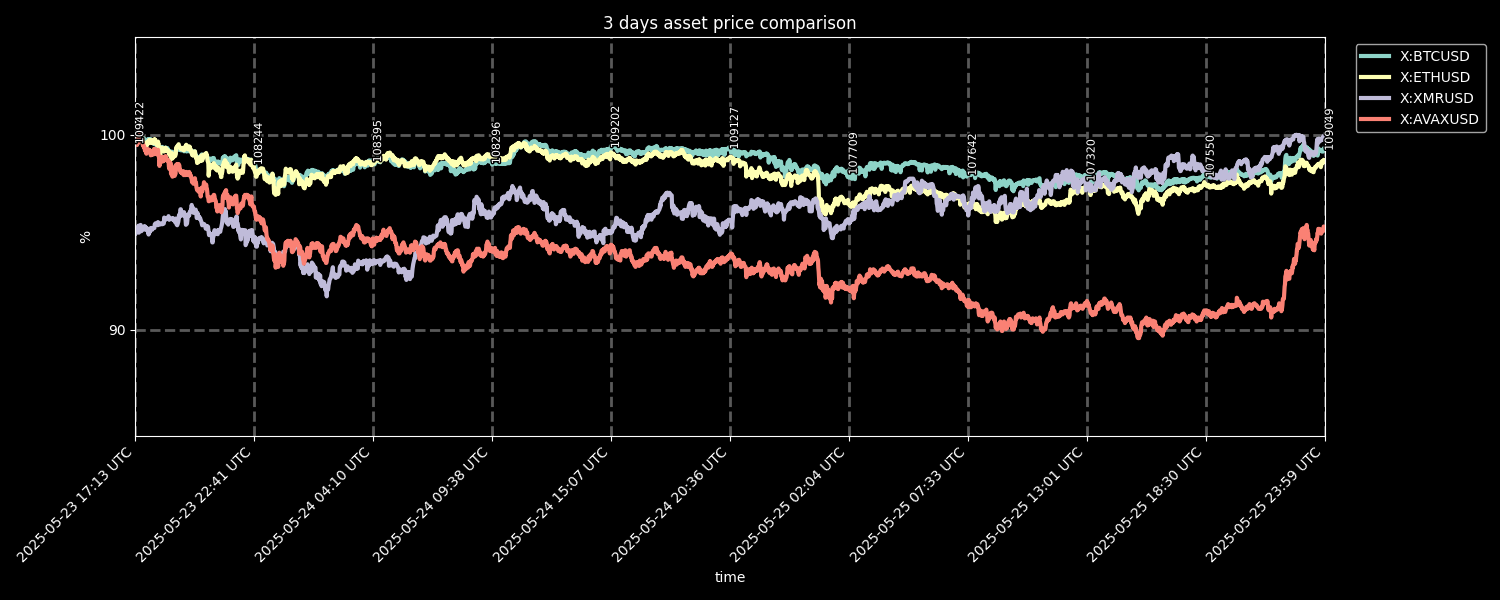 3 days asset price comparison
X:BTCUSD
X:ETHUSD
X:XMRUSD
X:AVAXUSD
100
90
%
109422
108244
108395
108296
109202
109127
107709
107642
107320
107550
109049
2025-05-23 17:13 UTC
2025-05-23 22:41 UTC
2025-05-24 04:10 UTC
2025-05-24 09:38 UTC
2025-05-24 15:07 UTC
2025-05-24 20:36 UTC
2025-05-25 02:04 UTC
2025-05-25 07:33 UTC
2025-05-25 13:01 UTC
2025-05-25 18:30 UTC
2025-05-25 23:59 UTC
time